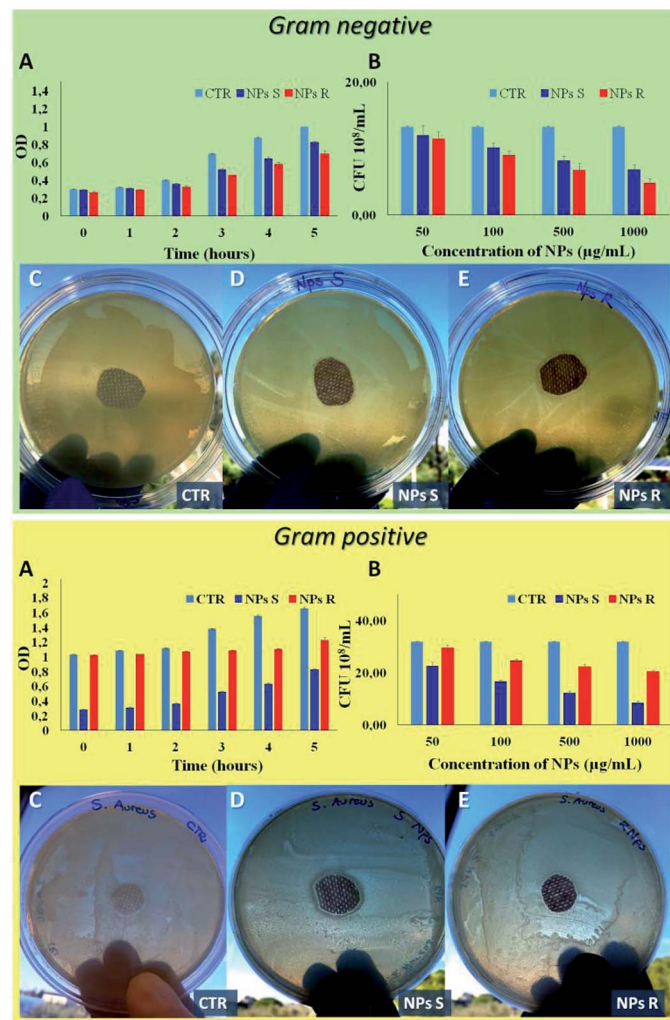 Gram negative
A
B
1,4
1,2
1
0,8
0,6
0,4
0,2
0
OD
CTR NPs S NPs R
0 1 2 3 4 5
Time (hours)
20,00
0,00
CFU 10⁸/mL
CTR NPs S NPs R
50 100 500 1000
Concentration of NPs (µg/mL)
C
CTR
D
Nps S
NPs S
E
Nps R
NPs R
Gram positive
A
B
2
1,8
1,6
1,4
1,2
1
0,8
0,6
0,4
0,2
0
OD
CTR NPs S NPs R
0 1 2 3 4 5
Time (hours)
40,00
20,00
0,00
CFU 10⁸/mL
CTR NPs S NPs R
50 100 500 1000
Concentration of NPs (µg/mL)
C
S. Aureus
CTR
CTR
D
S. Aureus
S NPs
NPs S
E
S. Aureus
NPs
NPs R